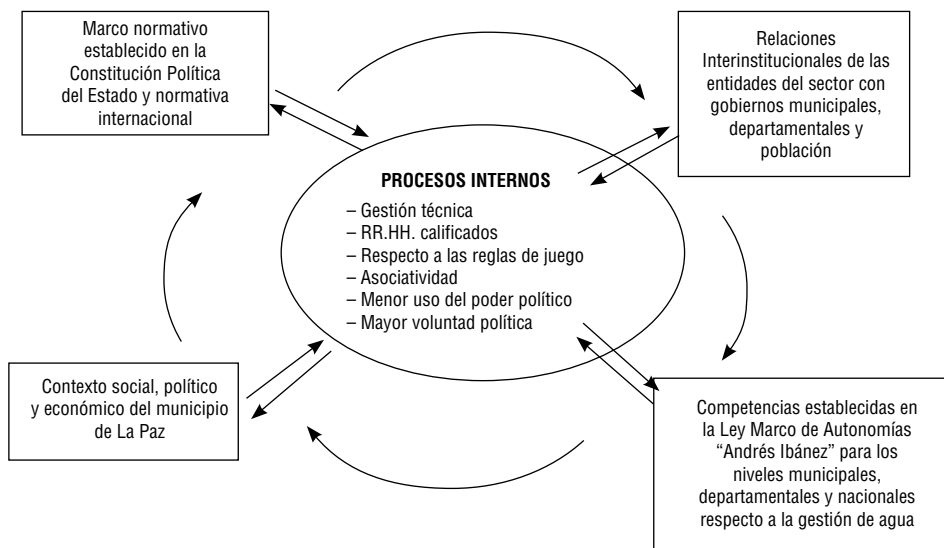 Marco normativo
establecido en la
Constitución Política
del Estado y normativa
internacional
Relaciones
Interinstitucionales de las
entidades del sector con
gobiernos municipales,
departamentales y
población
PROCESOS INTERNOS
– Gestión técnica
– RR.HH. calificados
– Respecto a las reglas de juego
– Asociatividad
– Menor uso del poder político
– Mayor voluntad política
Contexto social, político
y económico del municipio
de La Paz
Competencias establecidas en
la Ley Marco de Autonomías
“Andrés Ibánez” para los
niveles municipales,
departamentales y nacionales
respecto a la gestión de agua